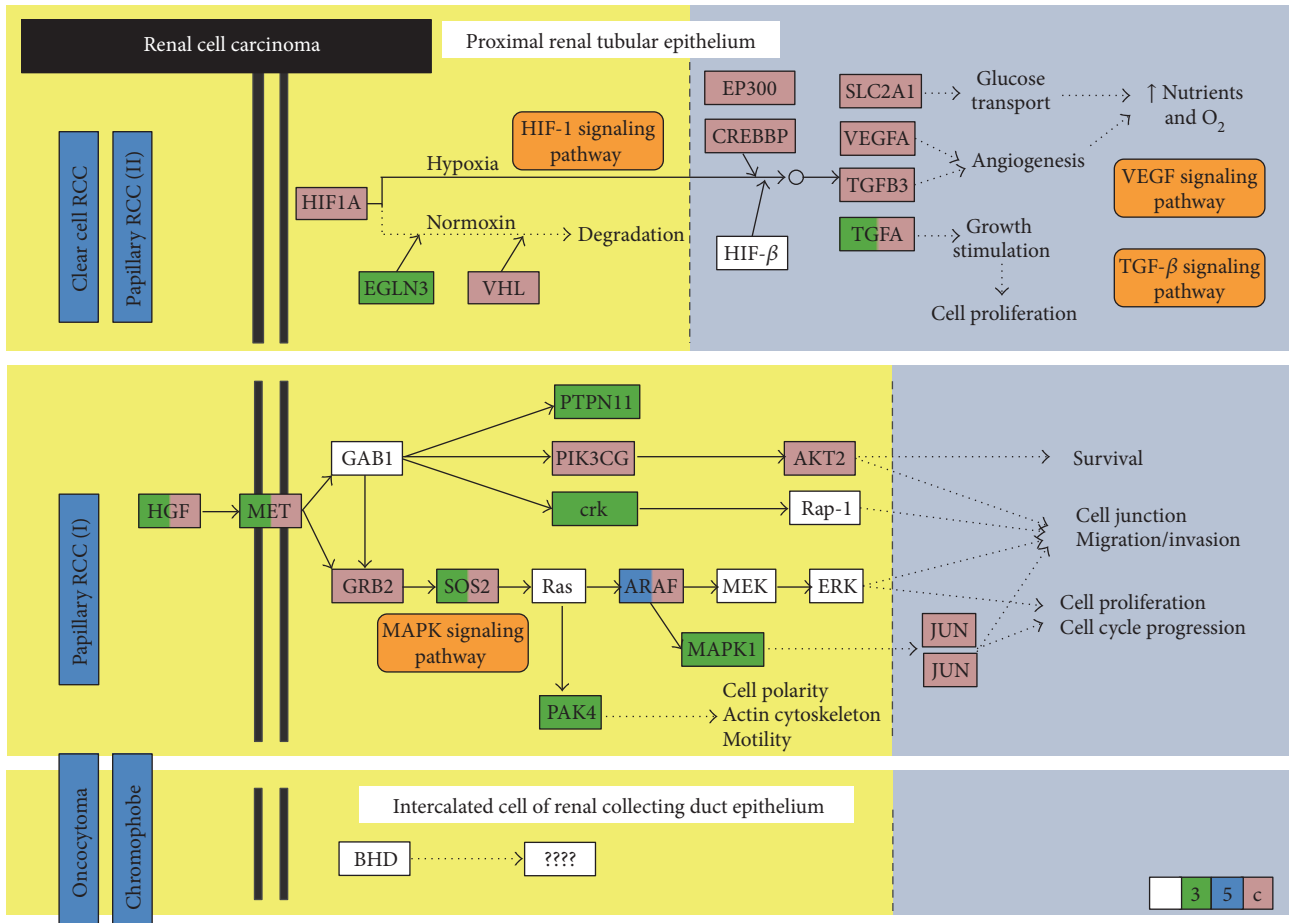 Renal cell carcinoma
Proximal renal tubular epithelium
Clear cell RCC
Papillary RCC (II)
HIF-1 signaling
pathway
Hypoxia
HIF1A
Normoxin
Degradation
EGLN3
VHL
EP300
CREBBP
HIF-β
SLC2A1
VEGFA
TGFB3
TGFA
Glucose
transport
Angiogenesis
Growth
stimulation
Cell proliferation
↑ Nutrients
and O₂
VEGF signaling
pathway
TGF-β signaling
pathway
Papillary RCC (I)
HGF
MET
GAB1
PTPN11
PIK3CG
AKT2
crk
Rap-1
GRB2
SOS2
Ras
ARAF
MEK
ERK
MAPK signaling
pathway
MAPK1
PAK4
Cell polarity
Actin cytoskeleton
Motility
JUN
JUN
Survival
Cell junction
Migration/invasion
Cell proliferation
Cell cycle progression
Oncocytoma
Chromophobe
Intercalated cell of renal collecting duct epithelium
BHD
????
3 5 c